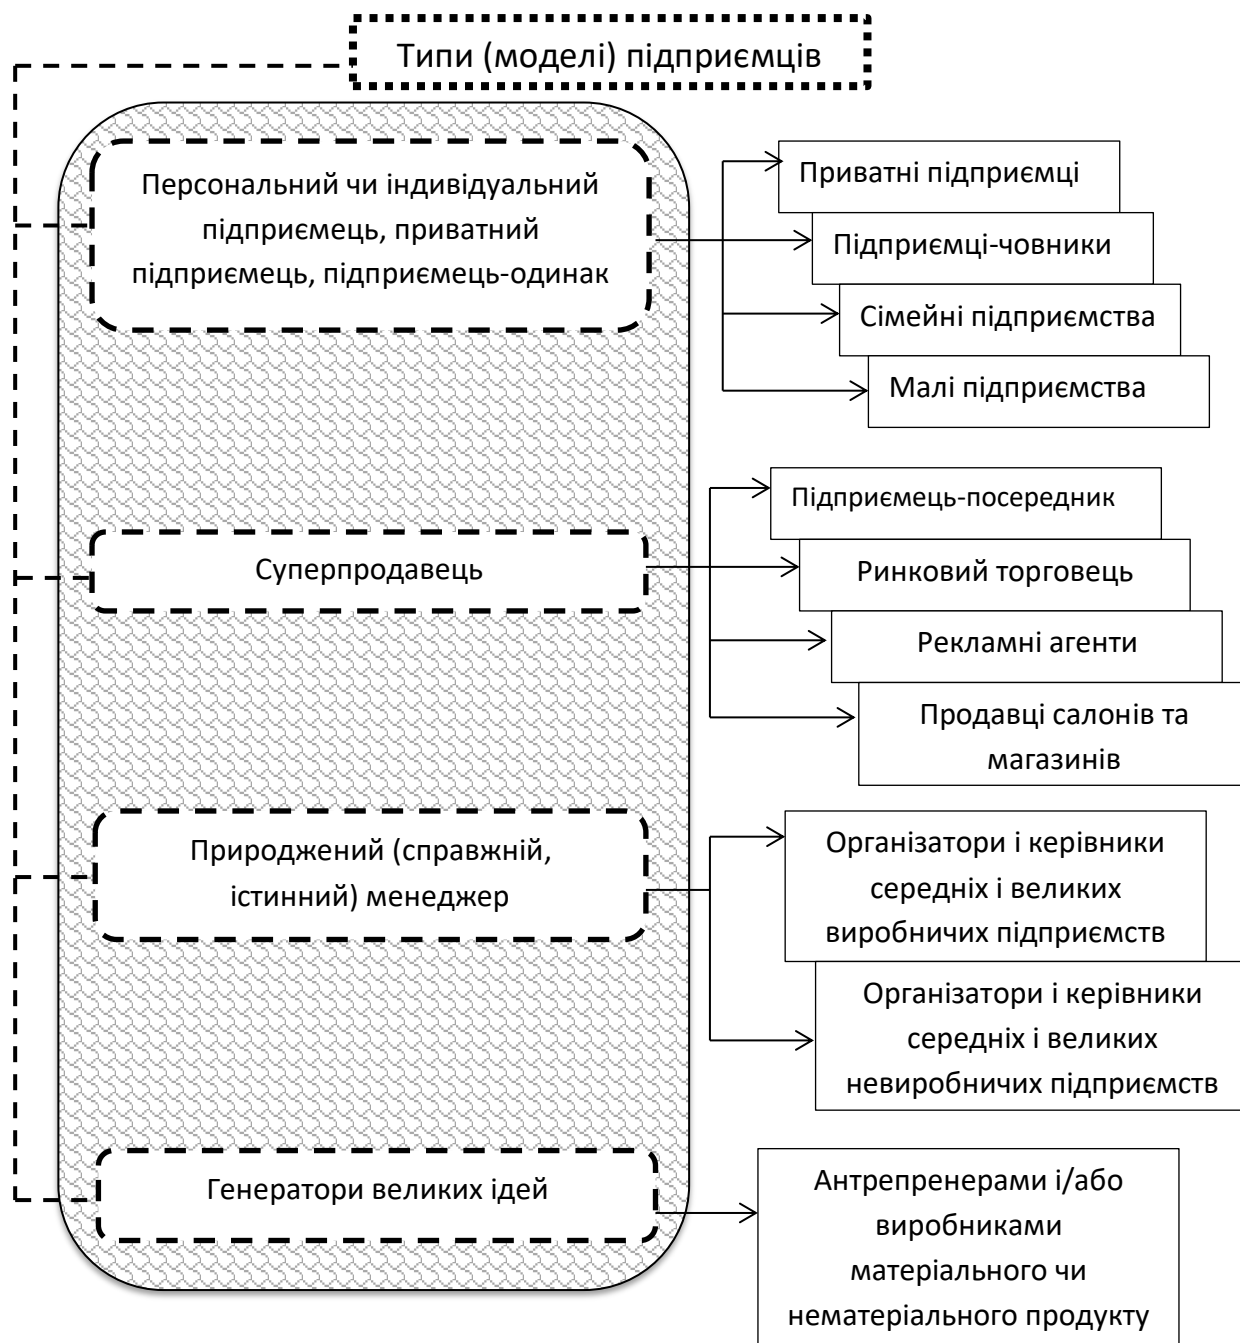 Типи (моделі) підприємців
Персональний чи індивідуальний
підприємець, приватний
підприємець, підприємець-одинак
Приватні підприємці
Підприємці-човники
Сімейні підприємства
Малі підприємства
Суперпродавець
Підприємець-посередник
Ринковий торговець
Рекламні агенти
Продавці салонів та
магазинів
Природжений (справжній,
істинний) менеджер
Організатори і керівники
середніх і великих
виробничих підприємств
Організатори і керівники
середніх і великих
невиробничих підприємств
Генератори великих ідей
Антрепренерами і/або
виробниками
матеріального чи
нематеріального продукту